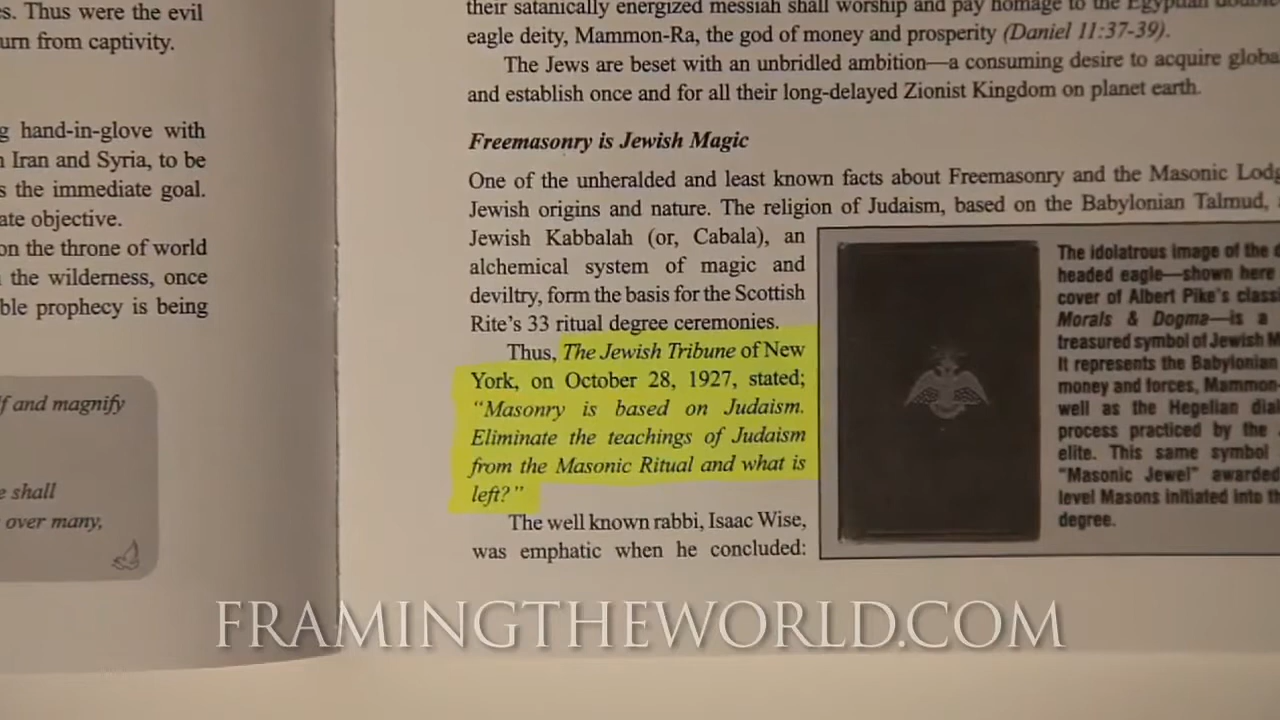 s. Thus were the evil
urn from captivity.
g hand-in-glove with
n Iran and Syria, to be
s the immediate goal.
ate objective.
on the throne of world
the wilderness, once
ble prophecy is being
f and magnify
e shall
over many,
their satanically energized messiah shall worship and pay homage to the Egyptian
eagle deity, Mammon-Ra, the god of money and prosperity (Daniel 11:37-39).
The Jews are beset with an unbridled ambition—a consuming desire to acquire globa
and establish once and for all their long-delayed Zionist Kingdom on planet earth.
Freemasonry is Jewish Magic
One of the unheralded and least known facts about Freemasonry and the Masonic Lodg
Jewish origins and nature. The religion of Judaism, based on the Babylonian Talmud,
Jewish Kabbalah (or, Cabala), an
alchemical system of magic and
deviltry, form the basis for the Scottish
Rite's 33 ritual degree ceremonies.
Thus, The Jewish Tribune of New
York, on October 28, 1927, stated;
"Masonry is based on Judaism.
Eliminate the teachings of Judaism
from the Masonic Ritual and what is
left?"
The well known rabbi, Isaac Wise,
was emphatic when he concluded:
The idolatrous image of the
headed eagle—shown here
cover of Albert Pike's class
Morals & Dogma—is a
treasured symbol of Jewish M
It represents the Babylonian
money and forces, Mammon-
well as the Hegelian dial
process practiced by the
elite. This same symbol
"Masonic Jewel" awarded
level Masons initiated into th
degree.
FRAMINGTHEWORLD.COM